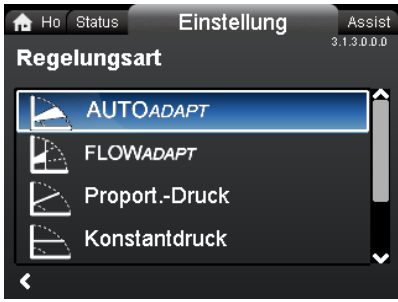 Ho Status Einstellung Assist
3.1.3.0.0.0
Regelungsart
AUTOADAPT
FLOWADAPT
Proport.-Druck
Konstantdruck